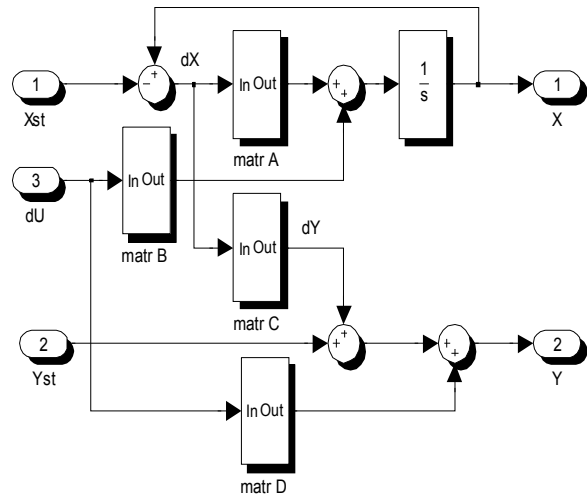 dX
1
Xst
In Out
matr A
1
s
1
X
3
dU
In Out
matr B
In Out
matr C
dY
2
Yst
2
Y
In Out
matr D